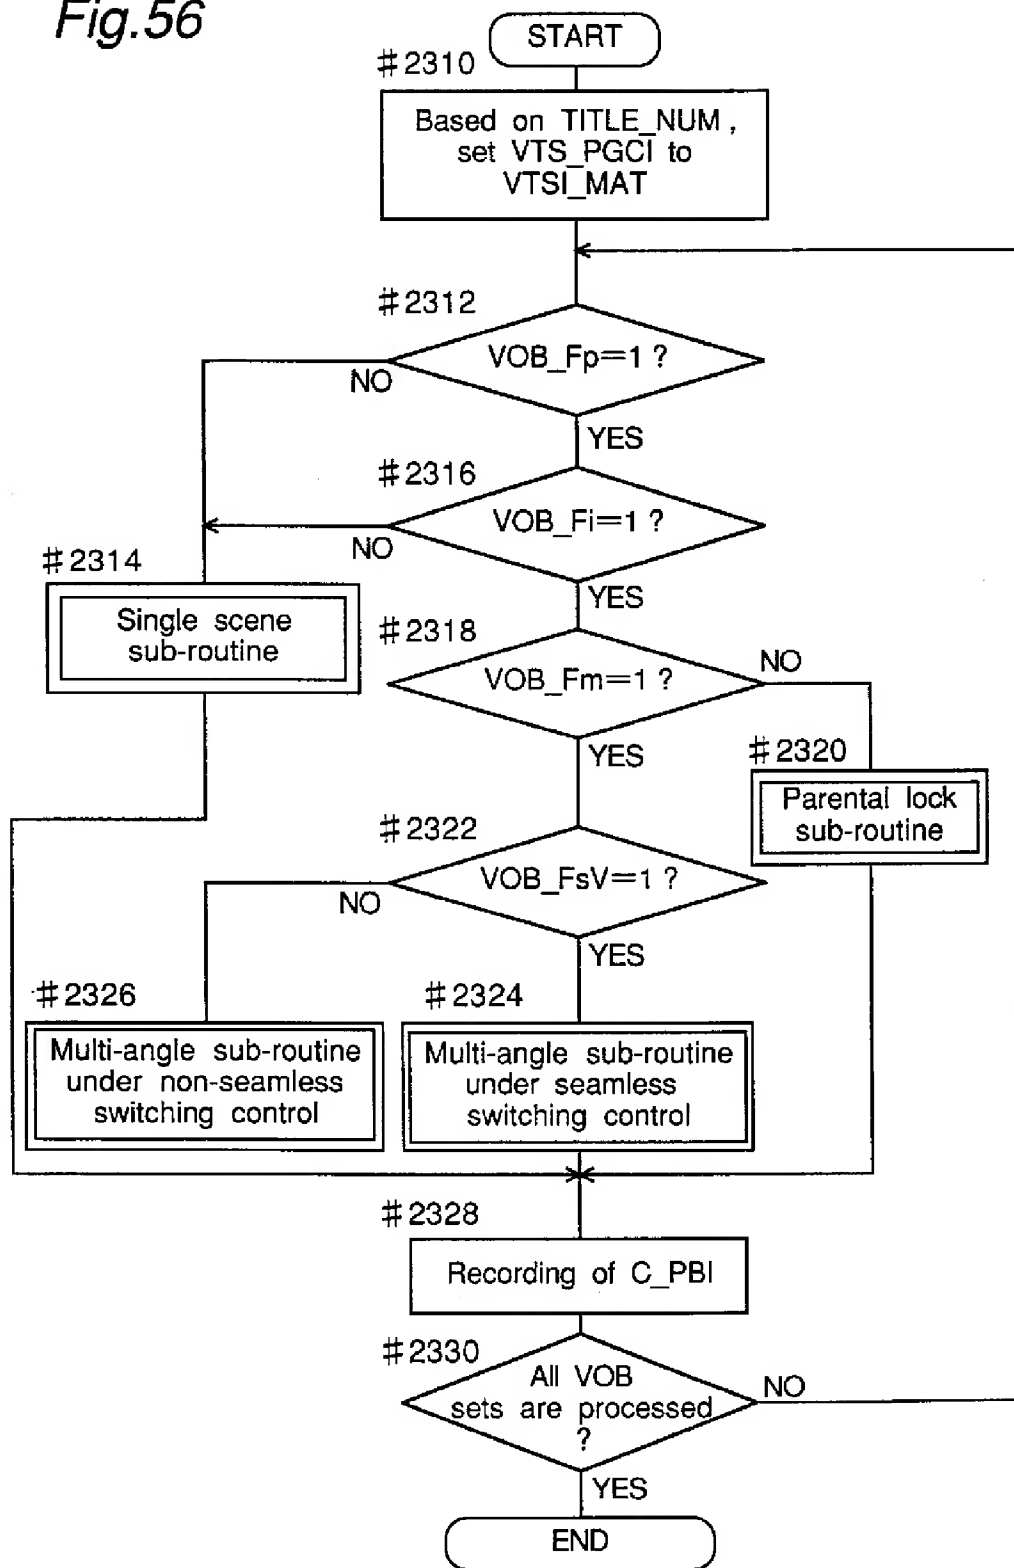 Fig.56
START
#2310
Based on TITLE_NUM,
set VTS_PGCI to
VTSI_MAT
#2312
VOB_Fp=1 ?
NO
YES
#2316
VOB_Fi=1 ?
NO
YES
#2314
Single scene
sub-routine
#2318
VOB_Fm=1 ?
NO
YES
#2320
Parental lock
sub-routine
#2322
VOB_FsV=1 ?
NO
YES
#2326
Multi-angle sub-routine
under non-seamless
switching control
#2324
Multi-angle sub-routine
under seamless
switching control
#2328
Recording of C_PBI
#2330
All VOB
sets are processed
?
NO
YES
END